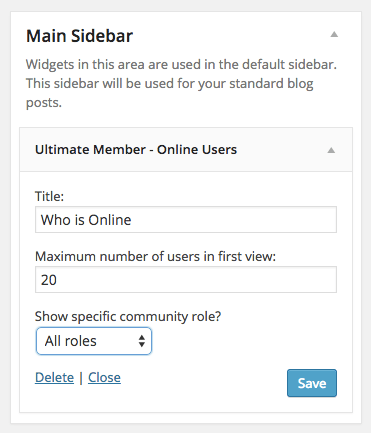 Main Sidebar
Widgets in this area are used in the default sidebar.
This sidebar will be used for your standard blog
posts.
Ultimate Member - Online Users
Title:
Who is Online
Maximum number of users in first view:
20
Show specific community role?
All roles
Delete | Close
Save